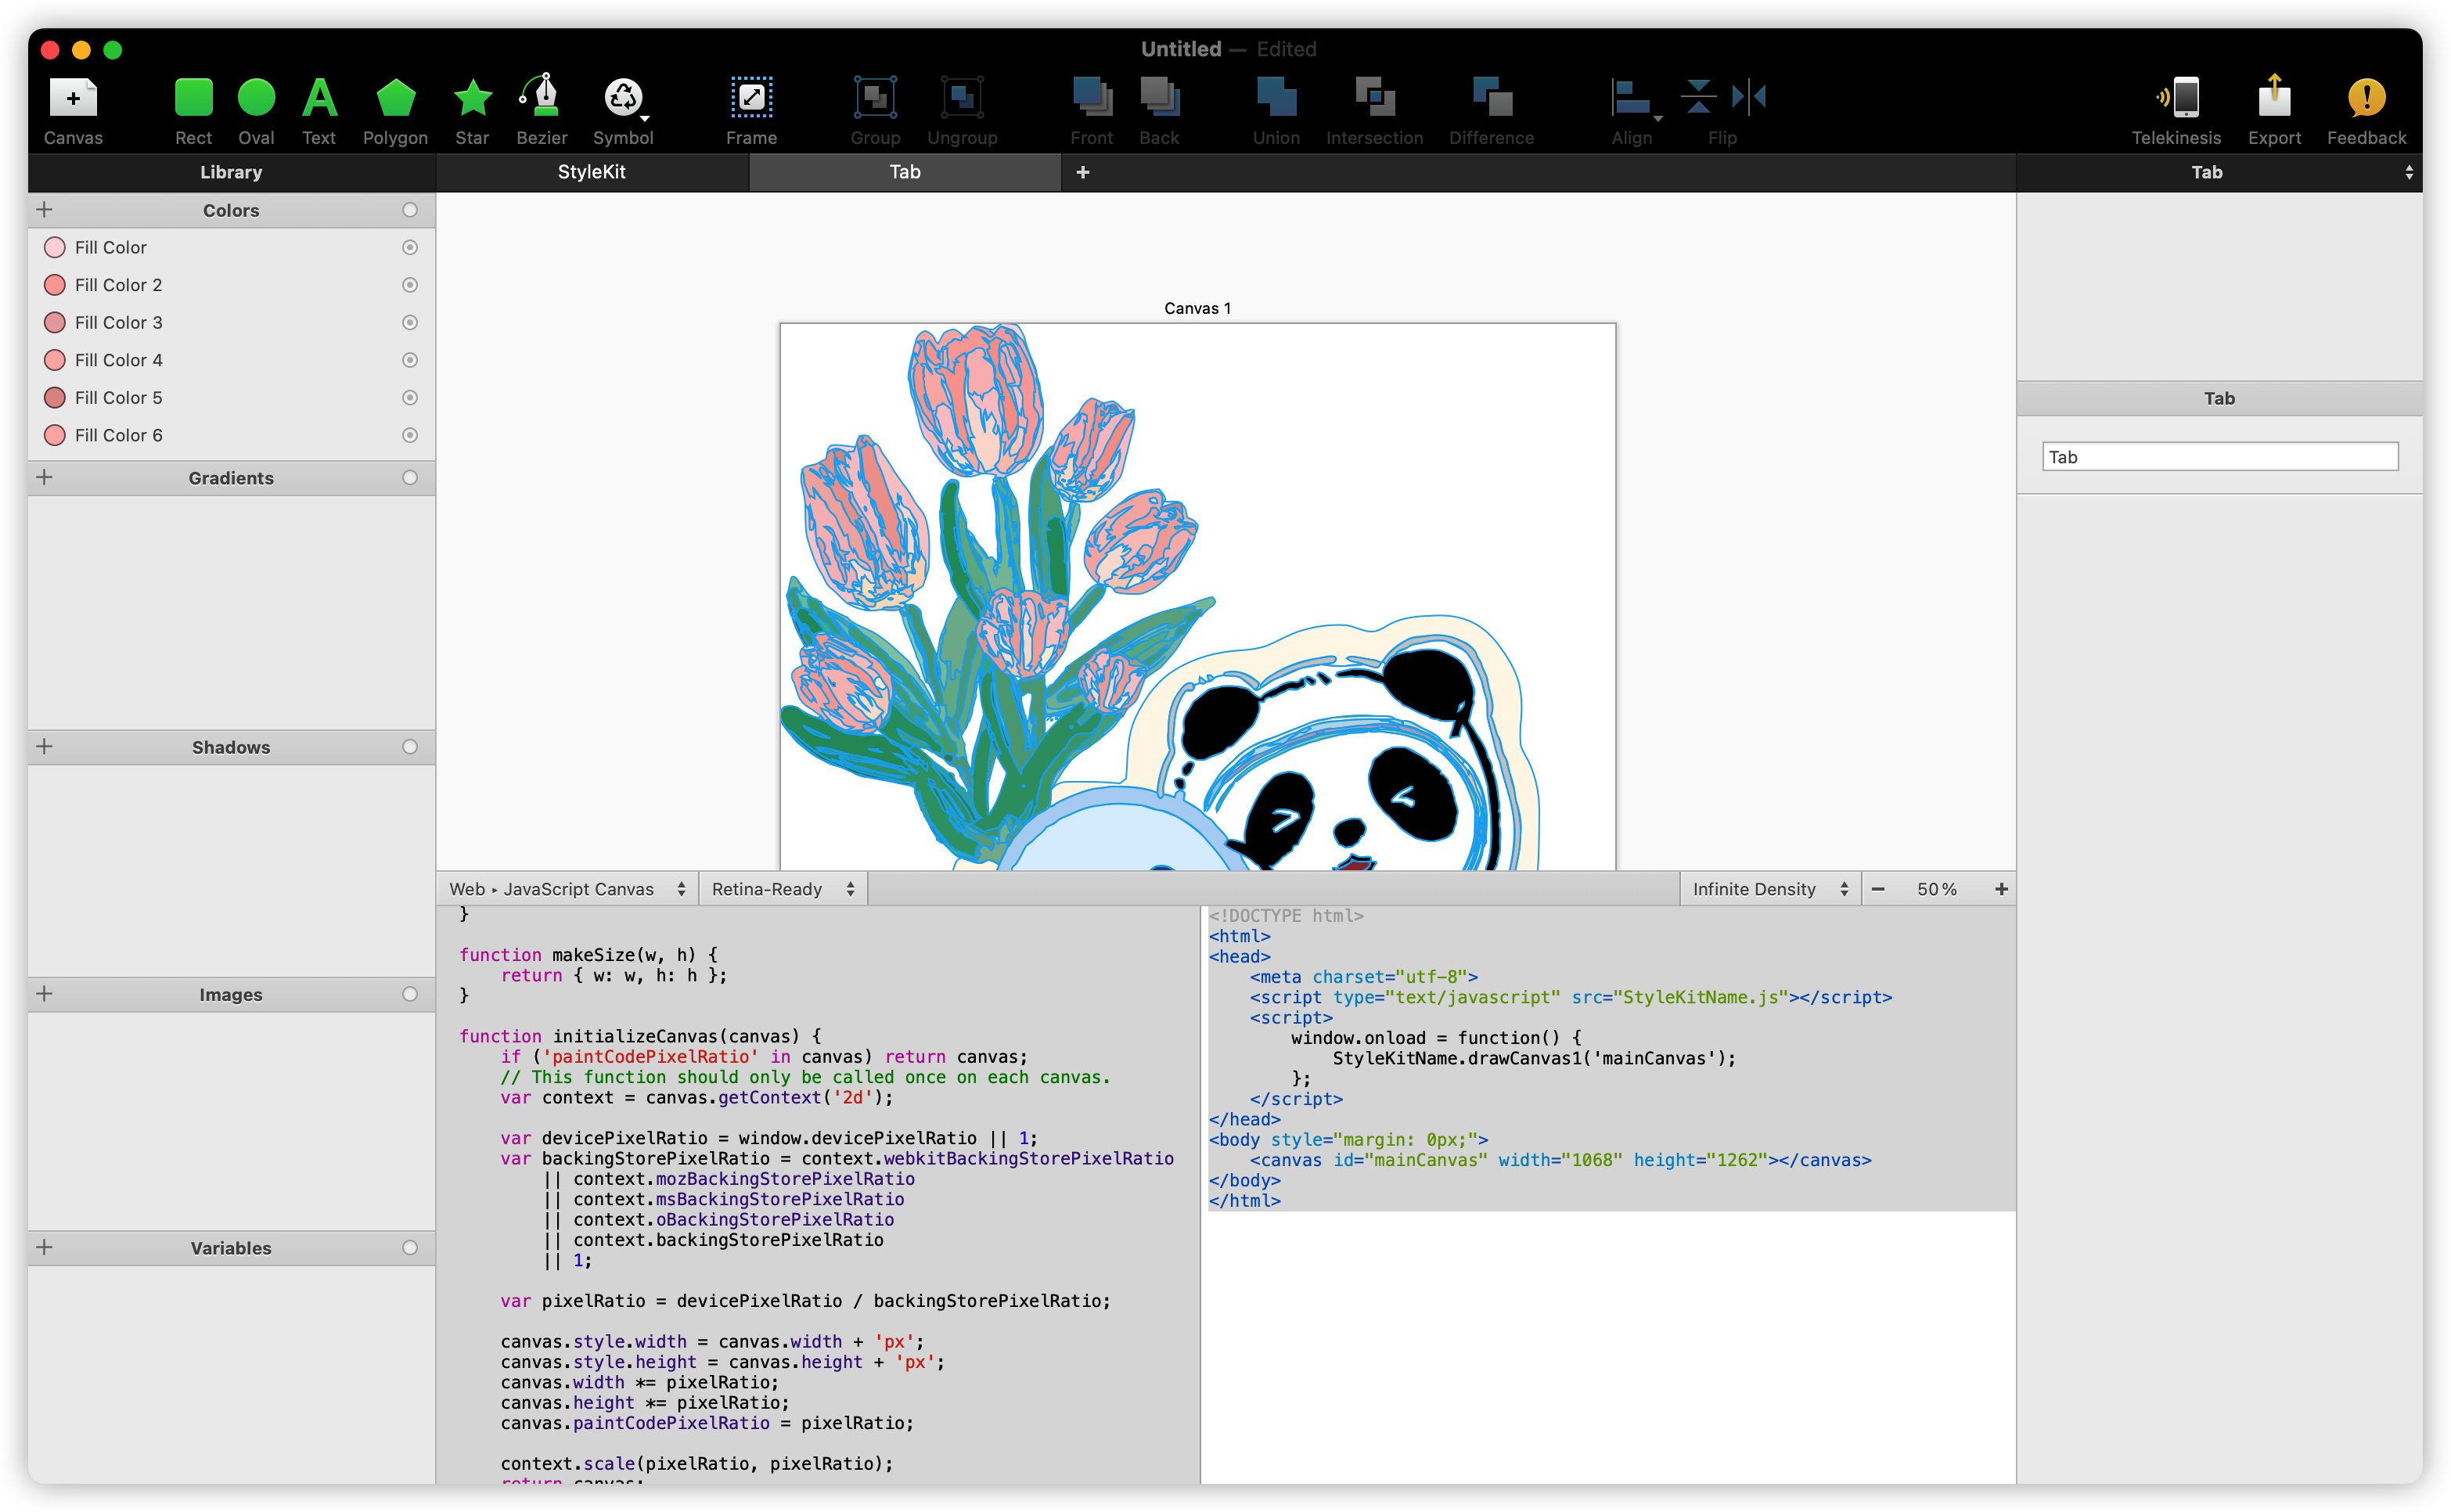 Untitled — Edited
Canvas
Rect
Oval
Text
Polygon
Star
Bezier
Symbol
Frame
Group
Ungroup
Front
Back
Union
Intersection
Difference
Align
Flip
Telekinesis
Export
Feedback
Library
StyleKit
Tab
+
Tab
Colors
Fill Color
Fill Color 2
Fill Color 3
Fill Color 4
Fill Color 5
Fill Color 6
Gradients
Shadows
Images
Variables
Canvas 1
Tab
Tab
Web ▸ JavaScript Canvas
Retina-Ready
Infinite Density
− 50% +
}
function makeSize(w, h) {
return { w: w, h: h };
}
function initializeCanvas(canvas) {
if ('paintCodePixelRatio' in canvas) return canvas;
// This function should only be called once on each canvas.
var context = canvas.getContext('2d');
var devicePixelRatio = window.devicePixelRatio || 1;
var backingStorePixelRatio = context.webkitBackingStorePixelRatio
|| context.mozBackingStorePixelRatio
|| context.msBackingStorePixelRatio
|| context.oBackingStorePixelRatio
|| context.backingStorePixelRatio
|| 1;
var pixelRatio = devicePixelRatio / backingStorePixelRatio;
canvas.style.width = canvas.width + 'px';
canvas.style.height = canvas.height + 'px';
canvas.width *= pixelRatio;
canvas.height *= pixelRatio;
canvas.paintCodePixelRatio = pixelRatio;
context.scale(pixelRatio, pixelRatio);
return canvas;
<!DOCTYPE html>
<html>
<head>
<meta charset="utf-8">
<script type="text/javascript" src="StyleKitName.js"></script>
<script>
window.onload = function() {
StyleKitName.drawCanvas1('mainCanvas');
};
</script>
</head>
<body style="margin: 0px;">
<canvas id="mainCanvas" width="1068" height="1262"></canvas>
</body>
</html>